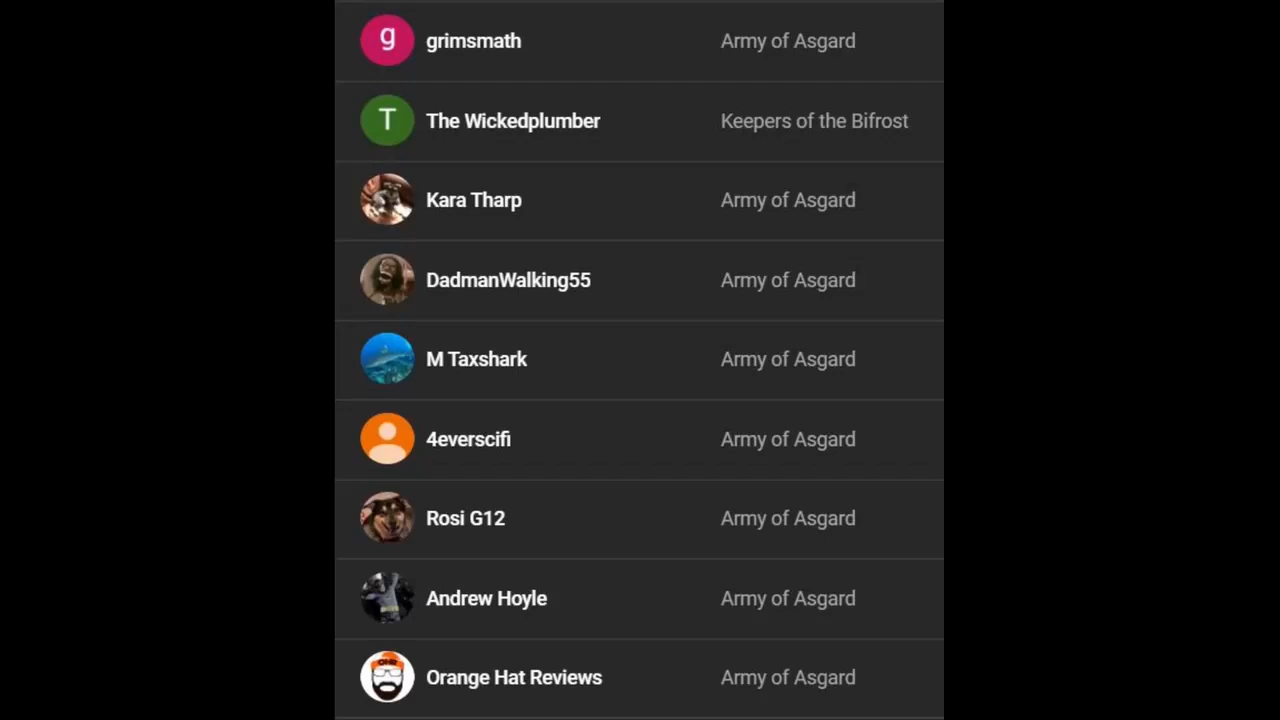 g grimsmath Army of Asgard
T The Wickedplumber Keepers of the Bifrost
Kara Tharp Army of Asgard
DadmanWalking55 Army of Asgard
M Taxshark Army of Asgard
4everscifi Army of Asgard
Rosi G12 Army of Asgard
Andrew Hoyle Army of Asgard
OHR Orange Hat Reviews Army of Asgard